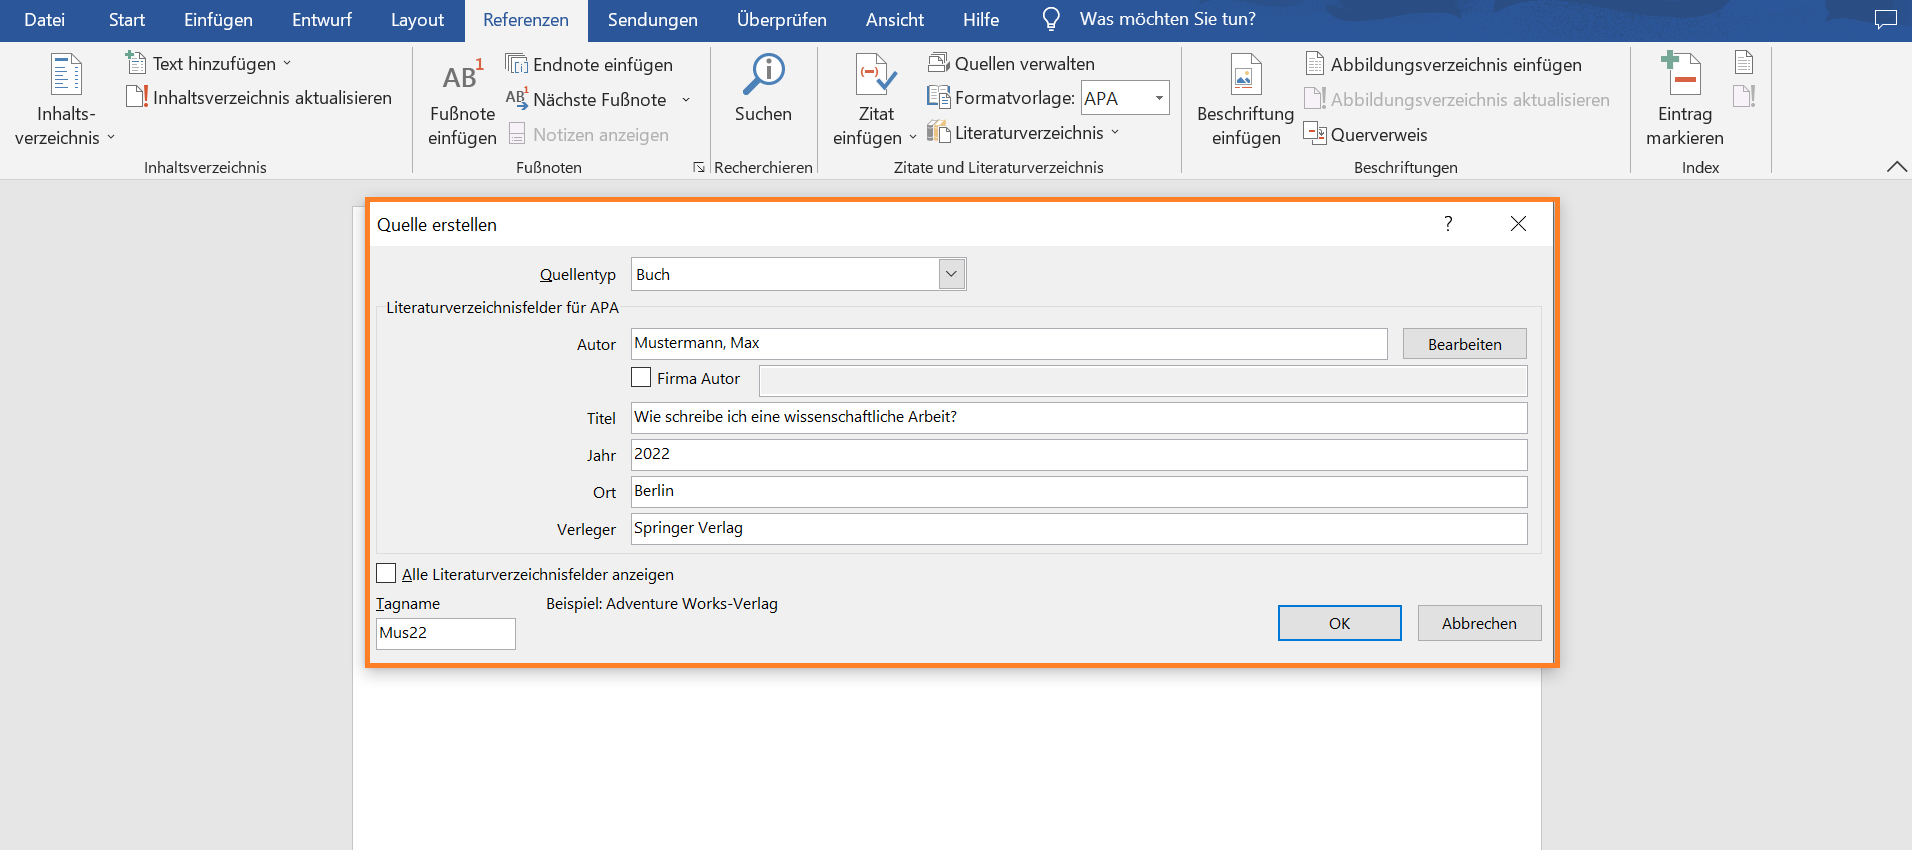 Datei Start Einfügen Entwurf Layout Referenzen Sendungen Überprüfen Ansicht Hilfe Was möchten Sie tun?
Inhalts-
verzeichnis
Text hinzufügen
Inhaltsverzeichnis aktualisieren
Inhaltsverzeichnis
AB1
Fußnote
einfügen
Endnote einfügen
AB1 Nächste Fußnote
Notizen anzeigen
Fußnoten
Suchen
Recherchieren
Zitat
einfügen
Quellen verwalten
Formatvorlage: APA
Literaturverzeichnis
Zitate und Literaturverzeichnis
Beschriftung
einfügen
Abbildungsverzeichnis einfügen
Abbildungsverzeichnis aktualisieren
Querverweis
Beschriftungen
Eintrag
markieren
Index
Quelle erstellen ?
Quellentyp Buch
Literaturverzeichnisfelder für APA
Autor Mustermann, Max Bearbeiten
Firma Autor
Titel Wie schreibe ich eine wissenschaftliche Arbeit?
Jahr 2022
Ort Berlin
Verleger Springer Verlag
Alle Literaturverzeichnisfelder anzeigen
Tagname Beispiel: Adventure Works-Verlag
Mus22
OK Abbrechen